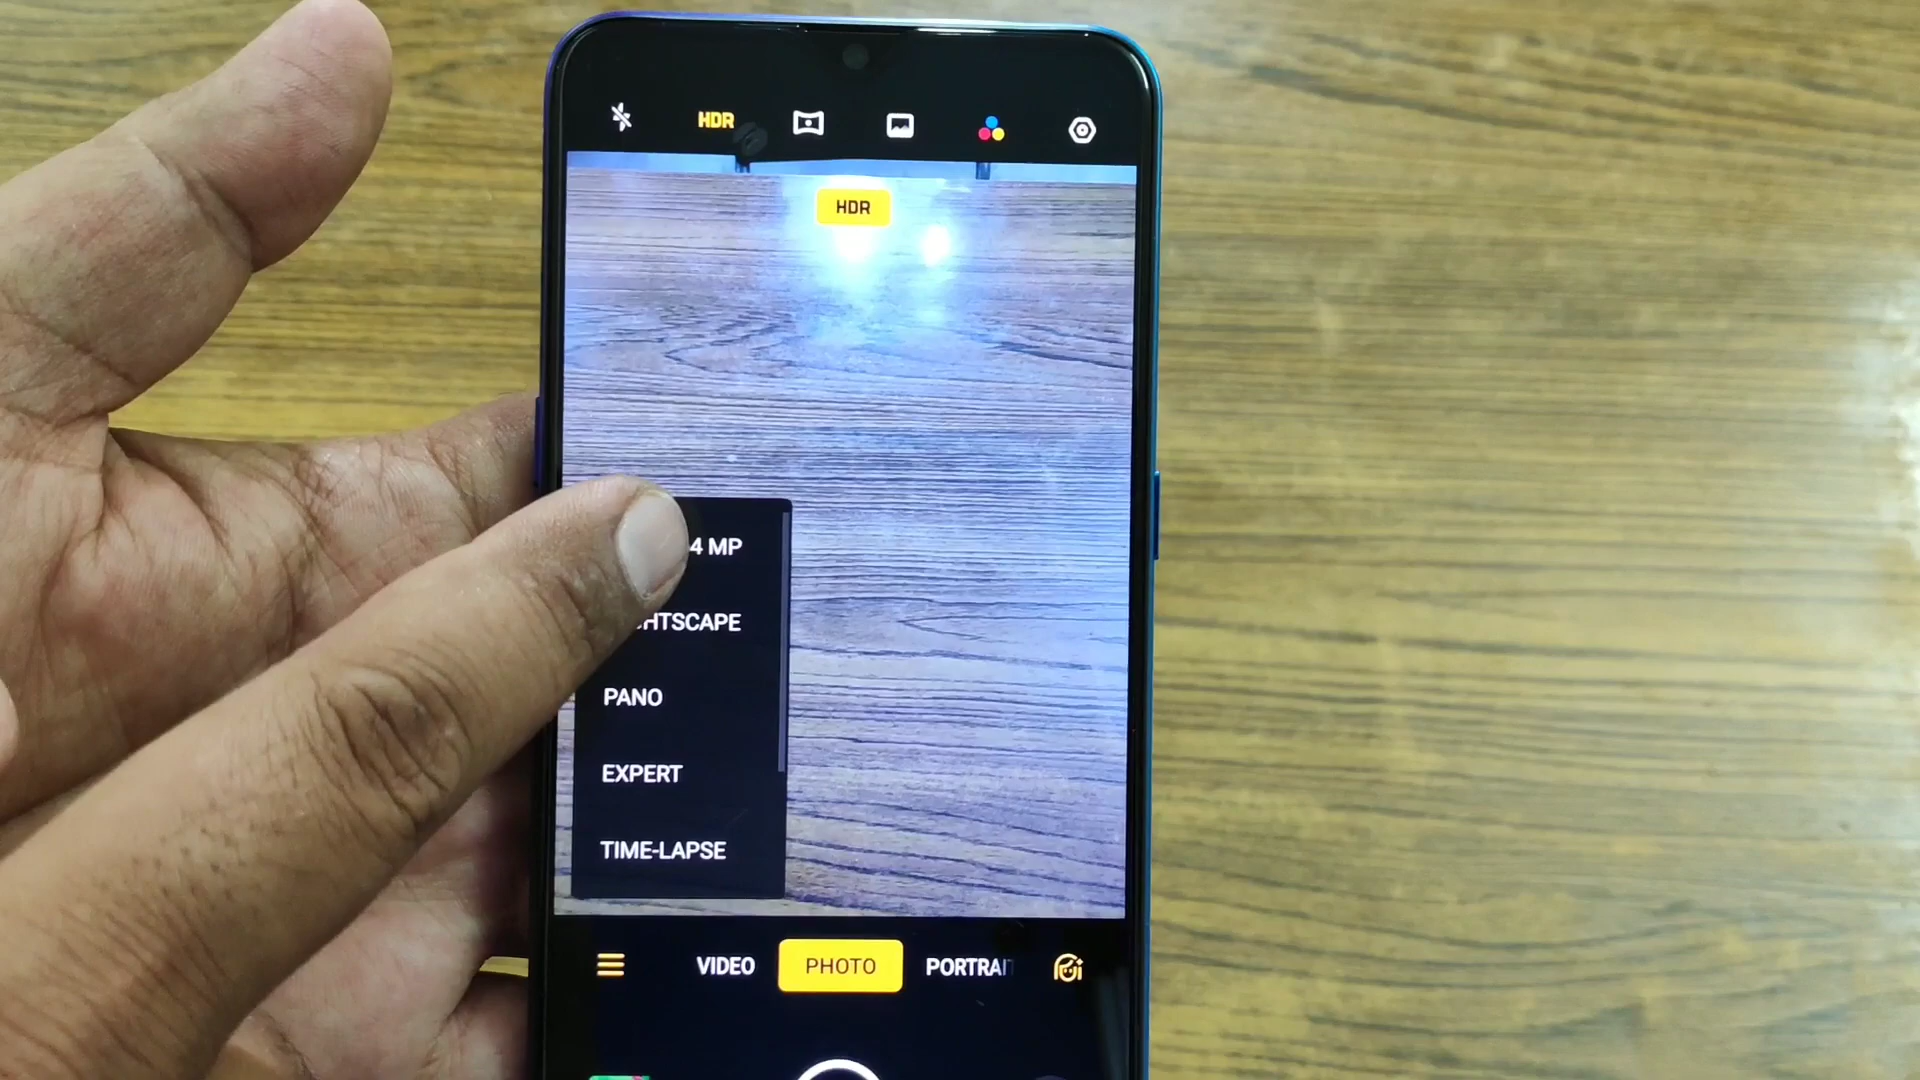 HDR
HDR
4 MP
HTSCAPE
PANO
EXPERT
TIME-LAPSE
VIDEO PHOTO PORTRAI